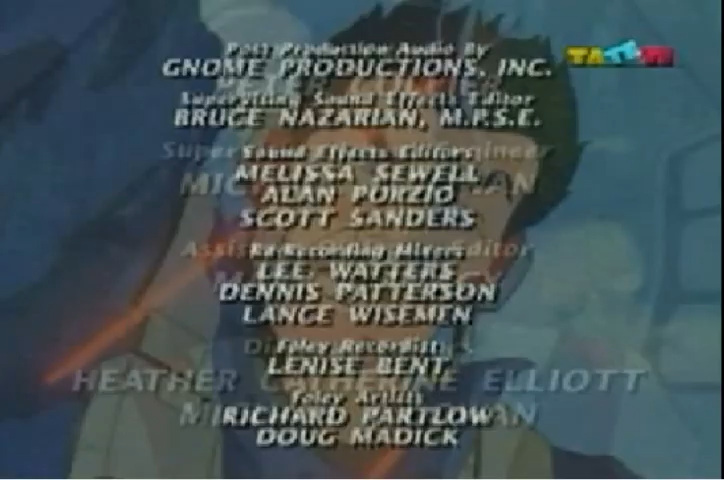 TATETI
Post Production Audio By
GNOME PRODUCTIONS, INC.
Supervising Sound Effects Editor
BRUCE NAZARIAN, M.P.S.E.
Sound Effects Editors
MELISSA SEWELL
ALAN PORZIO
SCOTT SANDERS
Re-Recording Mixers
LEE WATTERS
DENNIS PATTERSON
LANCE WISEMEN
Foley Recordist
LENISE BENT
HEATHER CATHERINE ELLIOTT
Foley Artists
RICHARD PARTLOW
DOUG MADICK